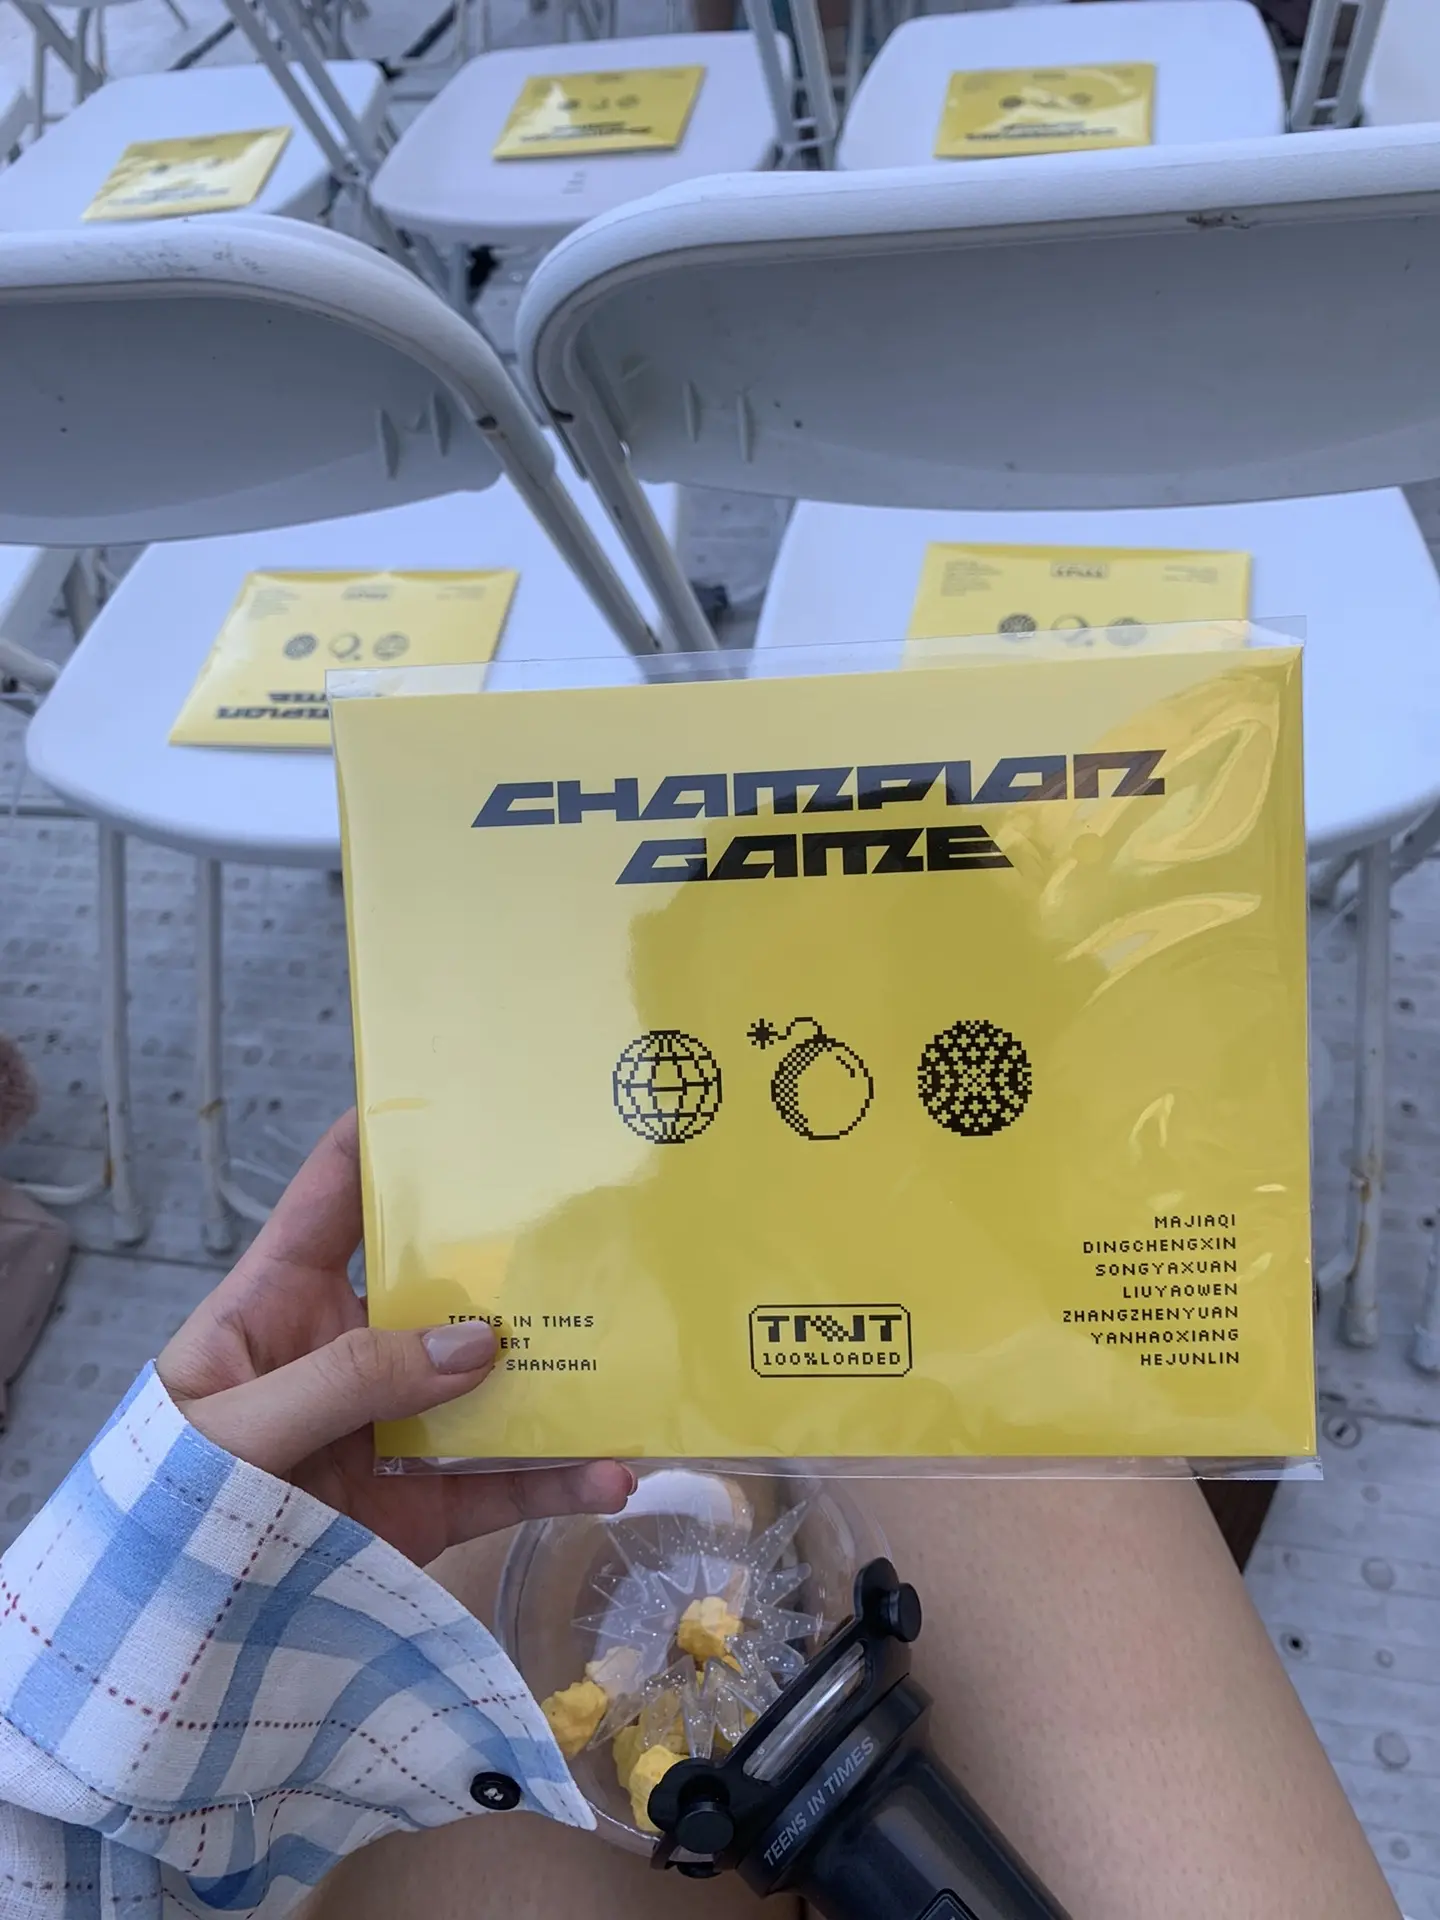 CHAMPION
GAME
TEENS IN TIMES
SHANGHAI
TNT
100%LOADED
MAJIAQI
DINGCHENGXIN
SONGYAXUAN
LIUYAOWEN
ZHANGZHENYUAN
YANHAOXIANG
HEJUNLIN
TEENS IN TIMES